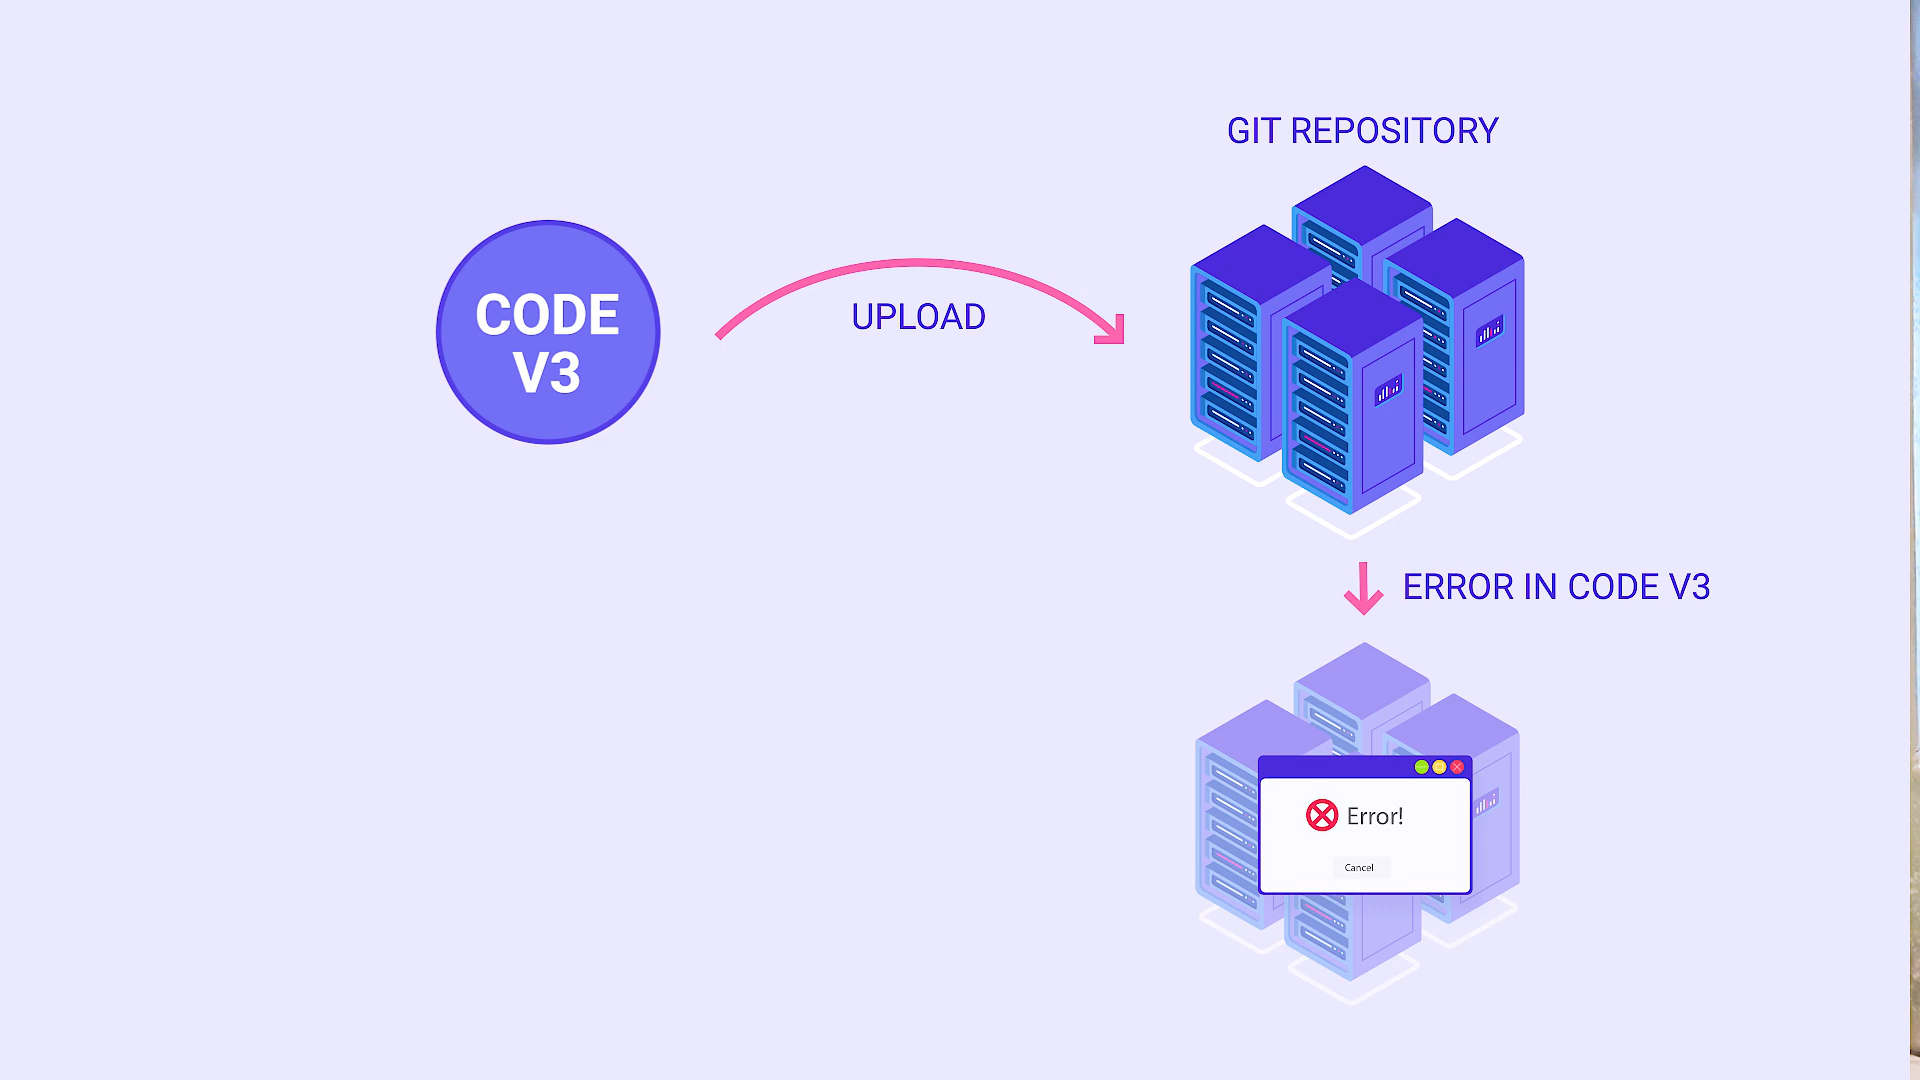 GIT REPOSITORY
CODE
V3
UPLOAD
ERROR IN CODE V3
Error!
Cancel